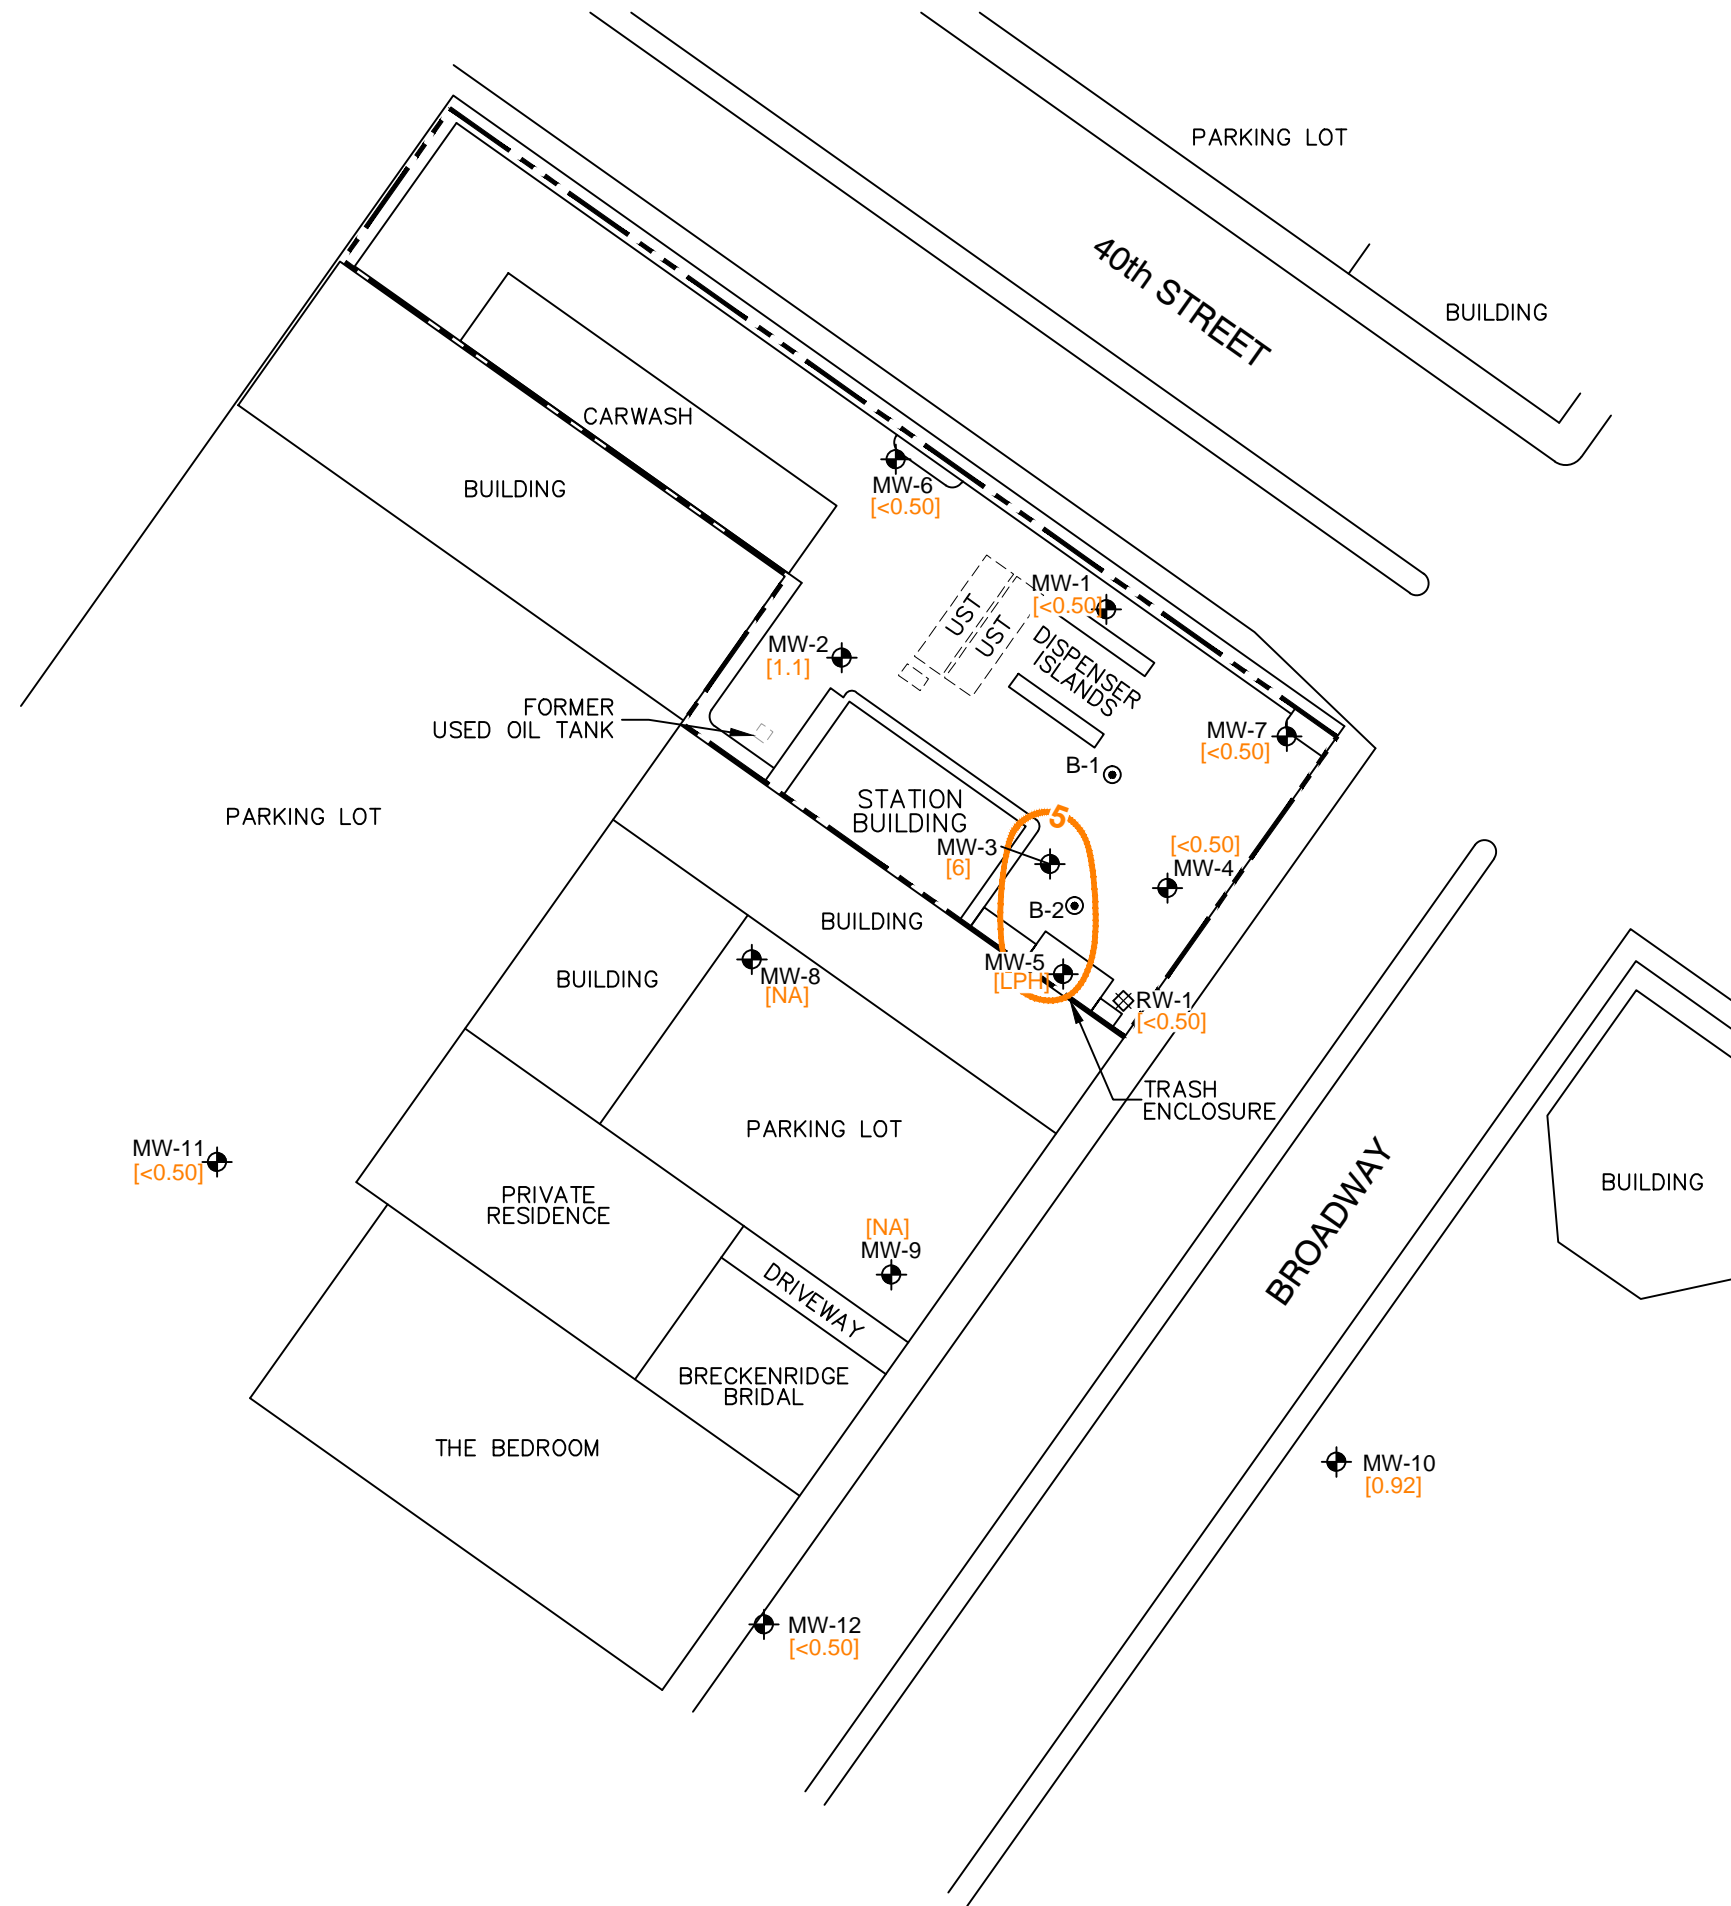 PARKING LOT
40th STREET
BUILDING
CARWASH
BUILDING
MW-6
[<0.50]
MW-1
[<0.50]
UST
UST
DISPENSER
ISLANDS
MW-2
[1.1]
FORMER
USED OIL TANK
MW-7
[<0.50]
B-1
STATION
BUILDING
5
PARKING LOT
MW-3
[6]
[<0.50]
MW-4
B-2
BUILDING
MW-5
[LPH]
BUILDING
MW-8
[NA]
RW-1
[<0.50]
TRASH
ENCLOSURE
PARKING LOT
MW-11
[<0.50]
PRIVATE
RESIDENCE
BROADWAY
BUILDING
[NA]
MW-9
DRIVEWAY
BRECKENRIDGE
BRIDAL
THE BEDROOM
MW-10
[0.92]
MW-12
[<0.50]